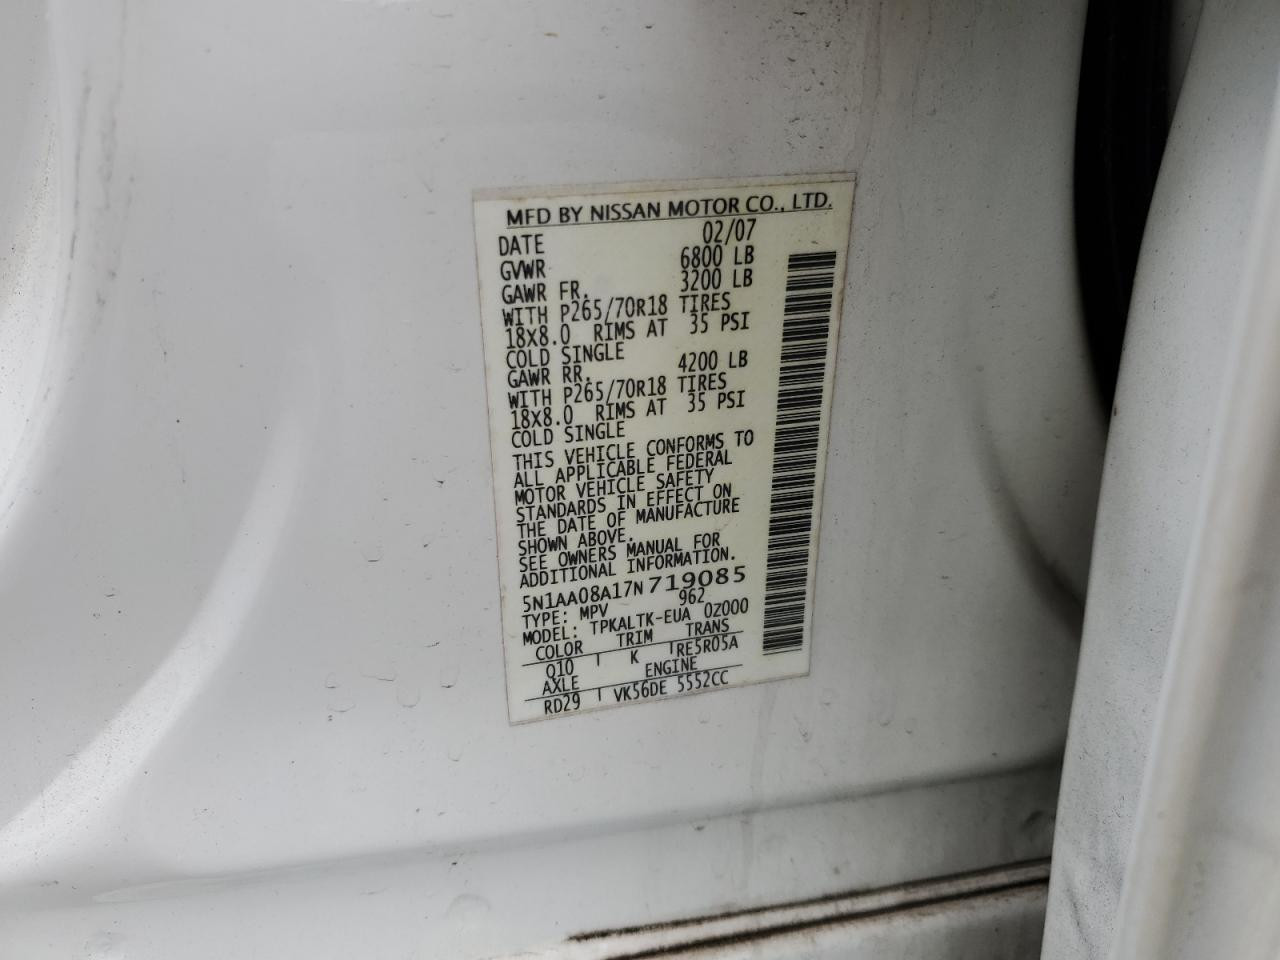 MFD BY NISSAN MOTOR CO., LTD.
DATE 02/07
GVWR 6800 LB
GAWR FR. 3200 LB
WITH P265/70R18 TIRES
18X8.0 RIMS AT 35 PSI
COLD SINGLE
GAWR RR. 4200 LB
WITH P265/70R18 TIRES
18X8.0 RIMS AT 35 PSI
COLD SINGLE
THIS VEHICLE CONFORMS TO
ALL APPLICABLE FEDERAL
MOTOR VEHICLE SAFETY
STANDARDS IN EFFECT ON
THE DATE OF MANUFACTURE
SHOWN ABOVE.
SEE OWNERS MANUAL FOR
ADDITIONAL INFORMATION.
5N1AA08A17N719085
TYPE: MPV 962
MODEL: TPKALTK-EUA 0Z000
COLOR TRIM TRANS
Q10 K RE5R05A
AXLE ENGINE
RD29 VK56DE 5552CC